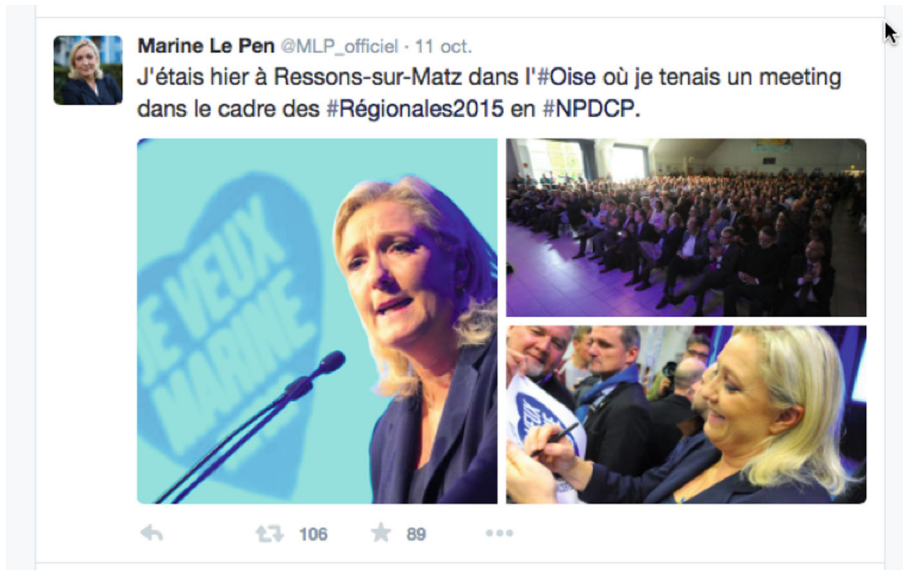 Marine Le Pen @MLP_officiel · 11 oct.
J'étais hier à Ressons-sur-Matz dans l'#Oise où je tenais un meeting
dans le cadre des #Régionales2015 en #NPDCP.
JE VEUX
MARINE
VEUX
106 89